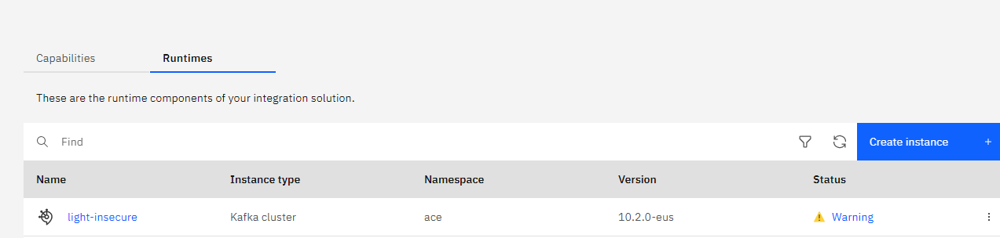 Capabilities Runtimes
These are the runtime components of your integration solution.
Find Create instance +
Name Instance type Namespace Version Status
light-insecure Kafka cluster ace 10.2.0-eus Warning